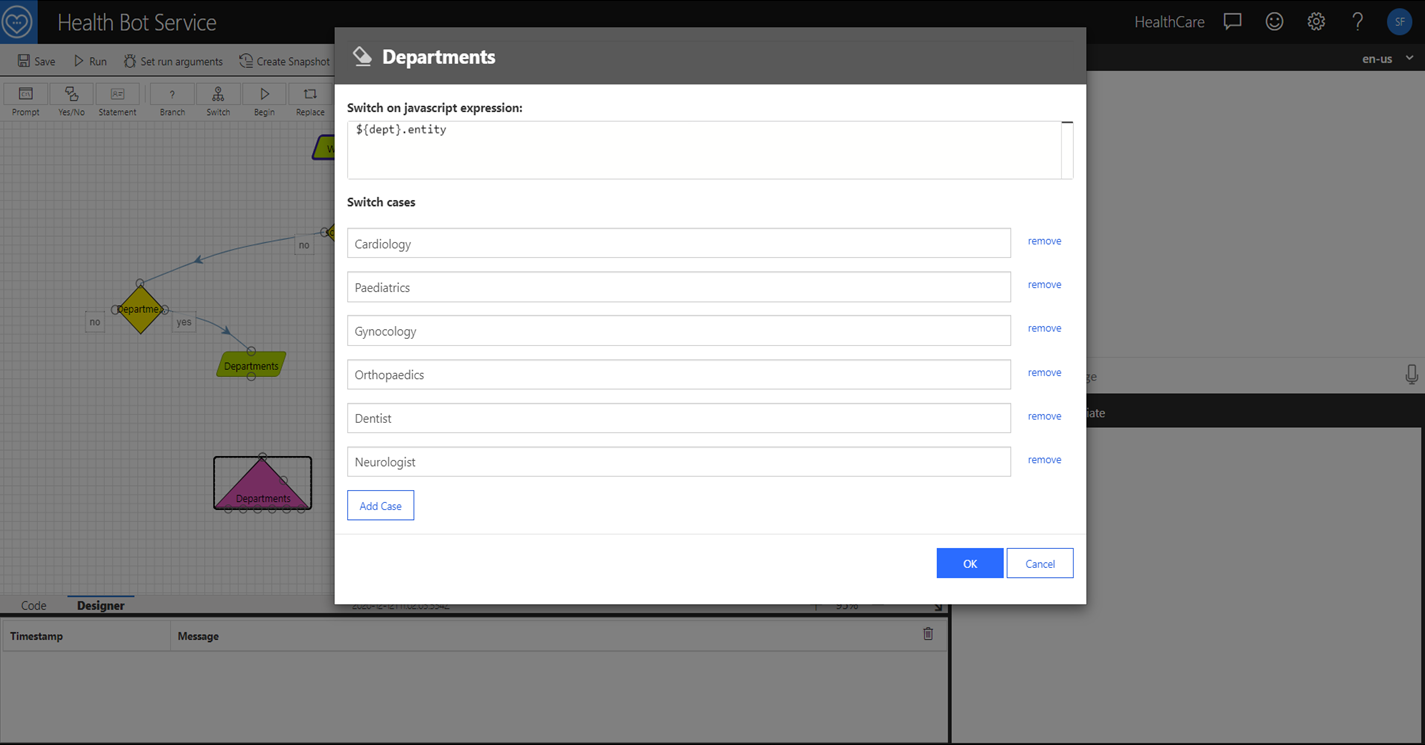 Health Bot Service
HealthCare
SF
Save
Run
Set run arguments
Create Snapshot
en-us
Prompt
Yes/No
Statement
Branch
Switch
Begin
Replace
Departments
Switch on javascript expression:
${dept}.entity
Switch cases
Cardiology
remove
Paediatrics
remove
Gynocology
remove
Orthopaedics
remove
Dentist
remove
Neurologist
remove
Add Case
OK
Cancel
W
no
Departme..
no
yes
Departments
Departments
ge
iate
Code
Designer
95%
Timestamp
Message